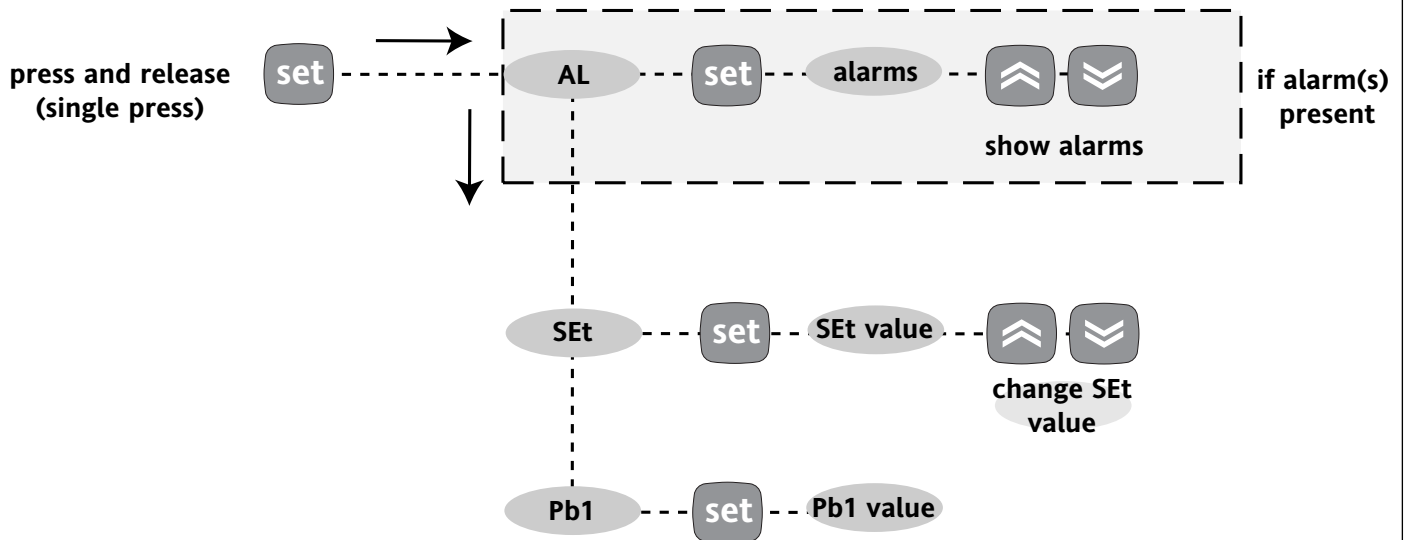 press and release
(single press)
set
AL
set
alarms
show alarms
if alarm(s)
present
SEt
set
SEt value
change SEt
value
Pb1
set
Pb1 value